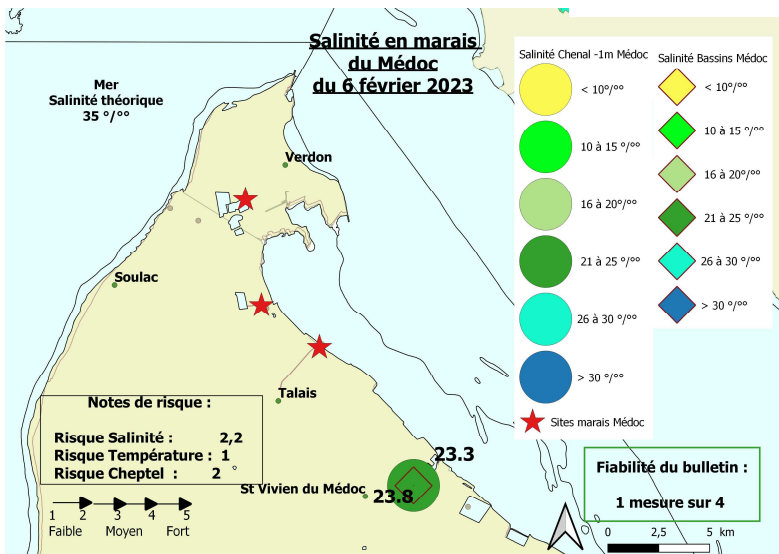 Salinité en marais
du Médoc
du 6 février 2023
Mer
Salinité théorique
35 °/°°
Verdon
Soulac
Talais
St Vivien du Médoc
23.3
23.8
Notes de risque :
Risque Salinité : 2,2
Risque Température : 1
Risque Cheptel : 2 °
1 2 3 4 5
Faible Moyen Fort
Salinité Chenal -1m Médoc
< 10°/°°
10 à 15 °/°°
16 à 20°/°°
21 à 25 °/°°
26 à 30 °/°°
> 30 °/°°
Sites marais Médoc
Salinité Bassins Médoc
< 10°/°°
10 à 15 °/°°
16 à 20°/°°
21 à 25 °/°°
26 à 30 °/°°
> 30 °/°°
Fiabilité du bulletin :
1 mesure sur 4
0 2,5 5 km